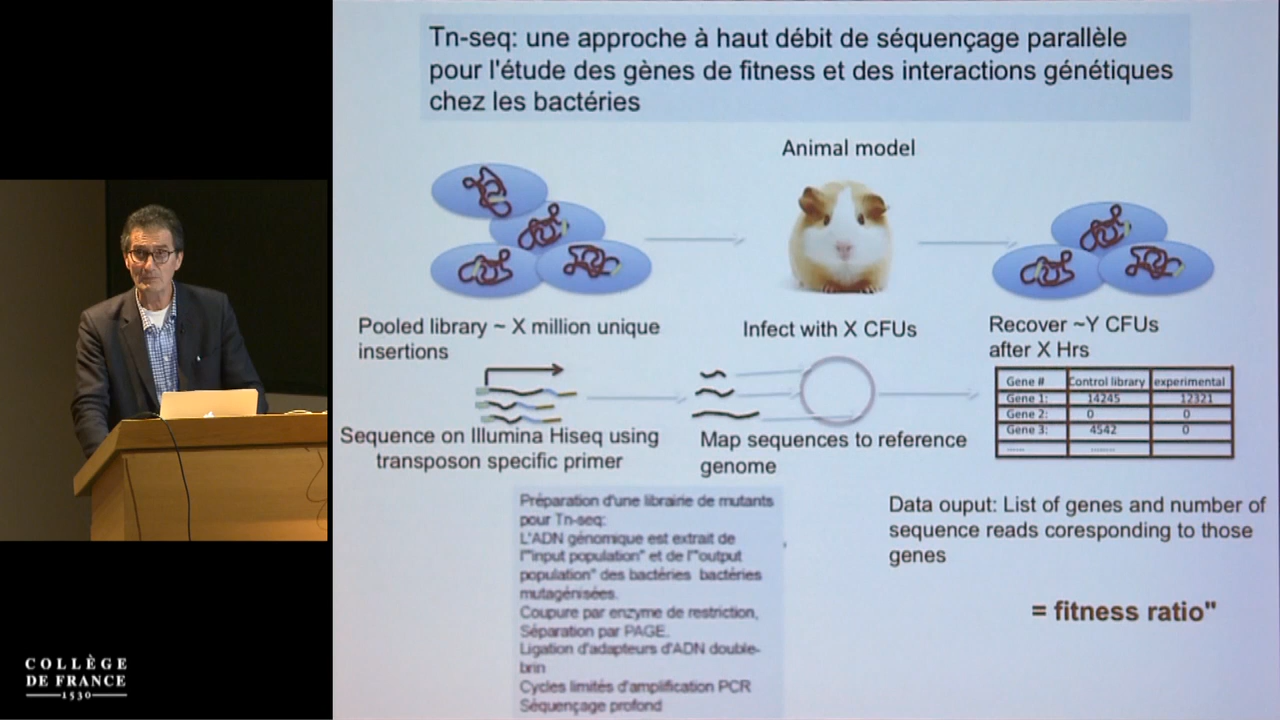 Tn-seq: une approche à haut débit de séquençage parallèle
pour l'étude des gènes de fitness et des interactions génétiques
chez les bactéries
Animal model
Pooled library ~ X million unique
insertions
Infect with X CFUs
Recover ~Y CFUs
after X Hrs
Sequence on Illumina Hiseq using
transposon specific primer
Map sequences to reference
genome
Gene # Control library experimental
Gene 1: 14245 12321
Gene 2: 0 0
Gene 3: 4542 0
...... ........
Préparation d'une librairie de mutants
pour Tn-seq:
L'ADN génomique est extrait de
l'"input population" et de l'"output
population" des bactéries bactéries
mutagénisées.
Coupure par enzyme de restriction,
Séparation par PAGE.
Ligation d'adapteurs d'ADN double-
brin
Cycles limités d'amplification PCR
Séquençage profond
Data ouput: List of genes and number of
sequence reads coresponding to those
genes
= fitness ratio"
COLLÈGE
DE FRANCE
1530